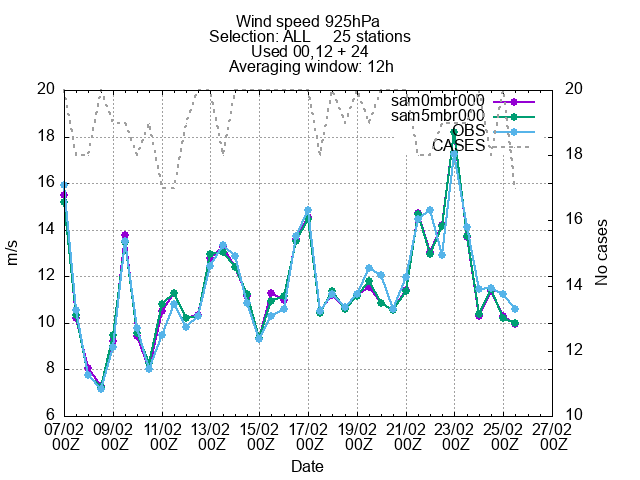 Wind speed 925hPa
Selection: ALL 25 stations
Used 00,12 + 24
Averaging window: 12h
sam0mbr000
sam5mbr000
OBS
CASES
20
18
16
14
12
10
8
6
m/s
20
18
16
14
12
10
No cases
07/02 09/02 11/02 13/02 15/02 17/02 19/02 21/02 23/02 25/02 27/02
00Z 00Z 00Z 00Z 00Z 00Z 00Z 00Z 00Z 00Z 00Z
Date